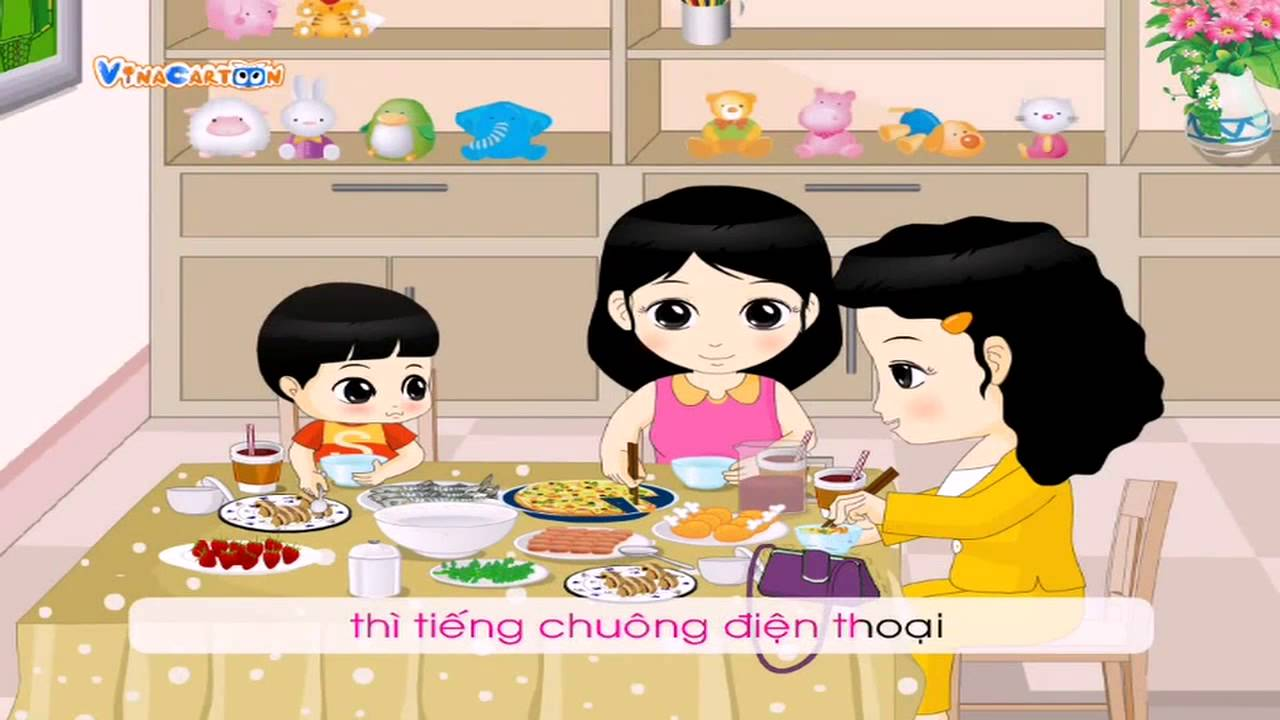 VINACARTOON
S
thì tiếng chuông điện thoại